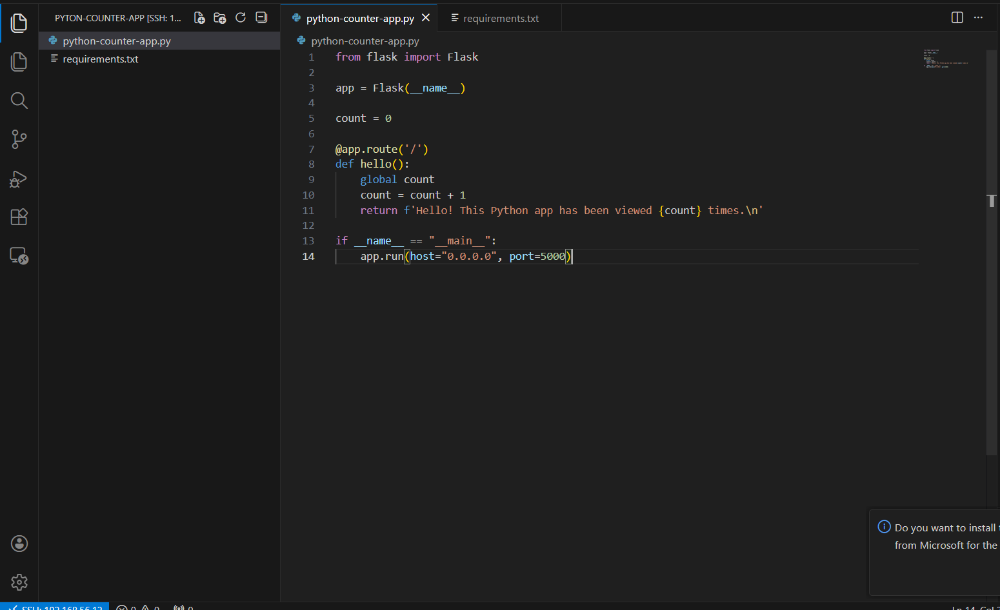 PYTON-COUNTER-APP [SSH: 1...
python-counter-app.py
requirements.txt
python-counter-app.py
requirements.txt
python-counter-app.py
1 from flask import Flask
2
3 app = Flask(__name__)
4
5 count = 0
6
7 @app.route('/')
8 def hello():
9 global count
10 count = count + 1
11 return f'Hello! This Python app has been viewed {count} times.\n'
12
13 if __name__ == "__main__":
14 app.run(host="0.0.0.0", port=5000)
Do you want to install
from Microsoft for the
SSH: 192.168.56.12 0 0 0
Ln 14, Col